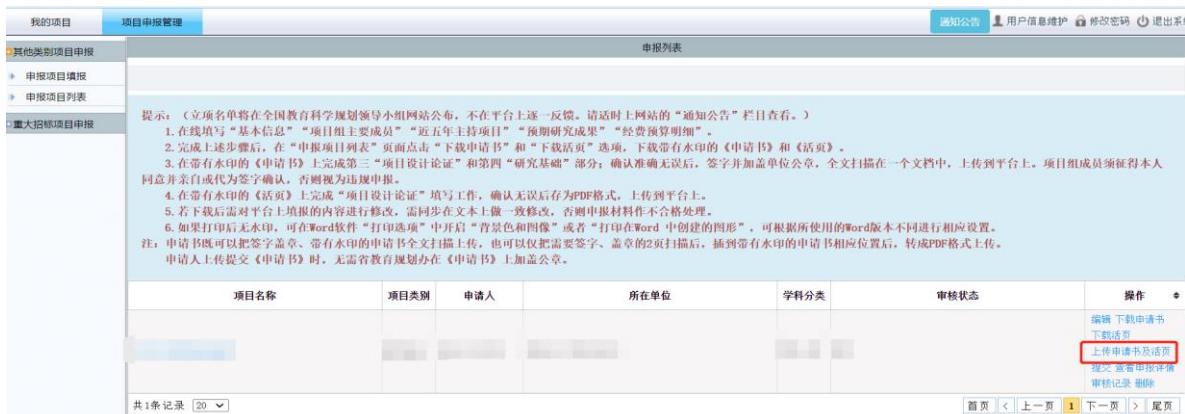 我的项目 项目申报管理 通知公告 用户信息维护 修改密码 退出系
其他类别项目申报 申报列表
申报项目填报
申报项目列表
重大招标项目申报
提示：（立项名单将在全国教育科学规划领导小组网站公布，不在平台上逐一反馈。请适时上网站的“通知公告”栏目查看。）
1.在线填写“基本信息”“项目组主要成员”“近五年主持项目”“预期研究成果”“经费预算明细”。
2.完成上述步骤后，在“申报项目列表”页面点击“下载申请书”和“下载活页”选项，下载带有水印的《申请书》和《活页》。
3.在带有水印的《申请书》上完成第三“项目设计论证”和第四“研究基础”部分；确认准确无误后，签字并加盖单位公章，全文扫描在一个文档中，上传到平台上。项目组成员须征得本人
同意并亲自或代为签字确认，否则视为违规申报。
4.在带有水印的《活页》上完成“项目设计论证”填写工作，确认无误后存为PDF格式，上传到平台上。
5.若下载后需对平台上填报的内容进行修改，需同步在文本上做一致修改，否则申报材料作不合格处理。
6.如果打印后无水印，可在Word软件“打印选项”中开启“背景色和图像”或者“打印在Word 中创建的图形”，可根据所使用的Word版本不同进行相应设置。
注：申请书既可以把签字盖章、带有水印的申请书全文扫描上传，也可以仅把需要签字、盖章的2页扫描后，插到带有水印的申请书相应位置后，转成PDF格式上传。
申请人上传提交《申请书》时，无需省教育规划办在《申请书》上加盖公章。
项目名称 项目类别 申请人 所在单位 学科分类 审核状态 操作
编辑 下载申请书
下载活页
上传申请书及活页
提交 查看申报详情
审核记录 删除
共1条记录 20 首页 < 上一页 1 下一页 > 尾页